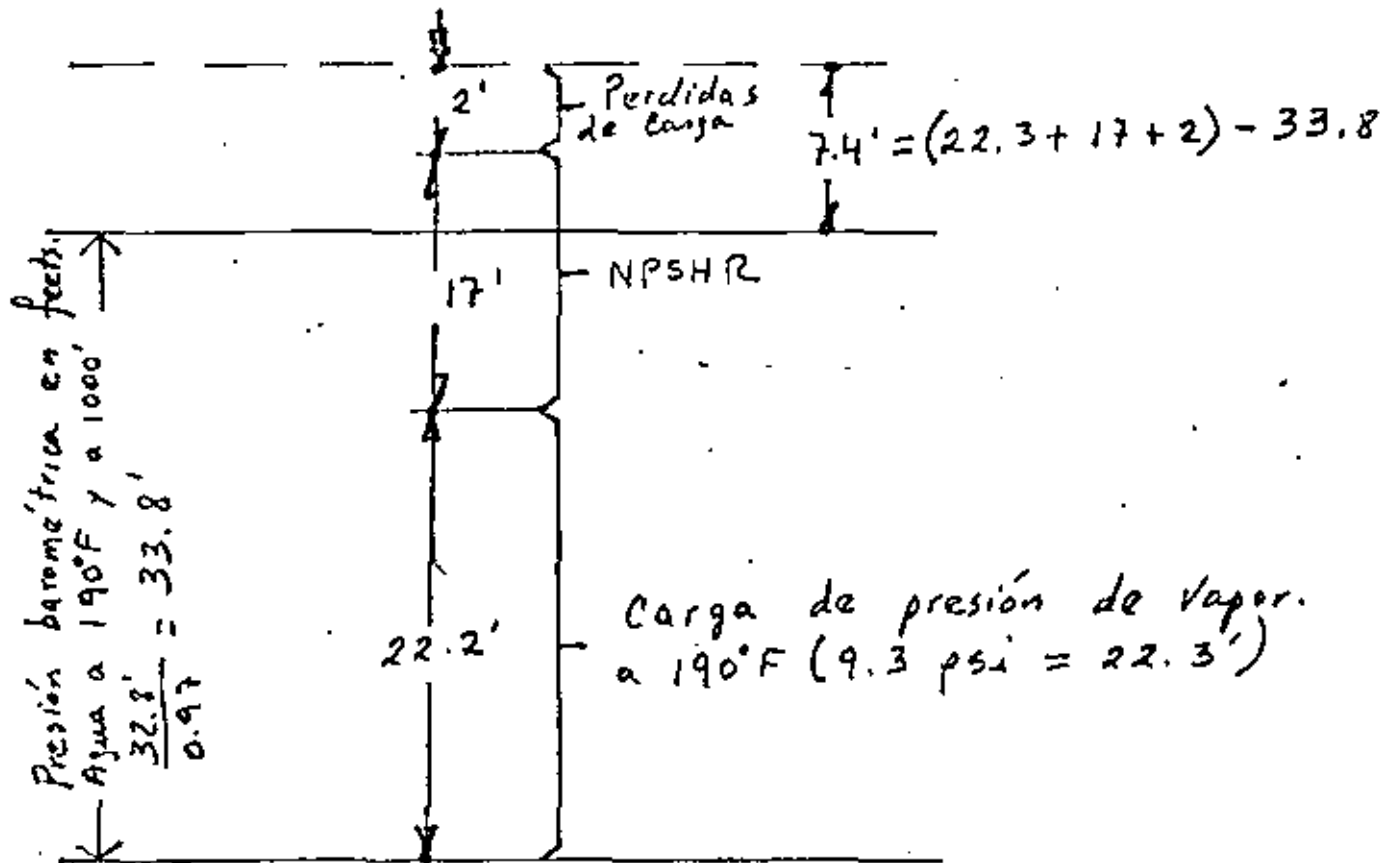 2'
Perdidas
de Carga
7.4' = (22.3 + 17 + 2) - 33.8
17'
NPSHR
Presión barométrica en feets.
Agua a 190°F y a 1000'
32.8'
0.97
= 33.8'
22.2'
Carga de presión de vapor.
a 190°F (9.3 psi = 22.3')